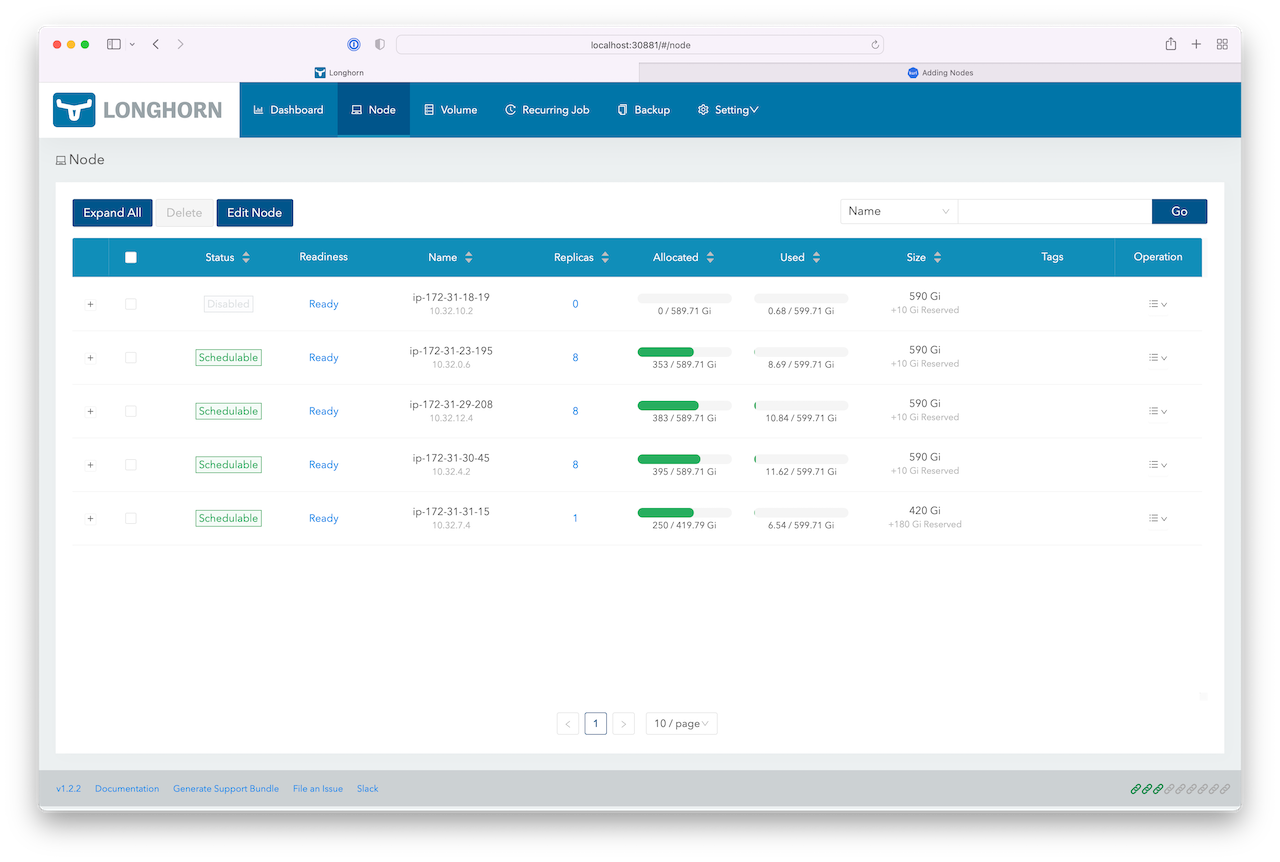 localhost:30881/#/node
Longhorn
Adding Nodes
LONGHORN
Dashboard
Node
Volume
Recurring Job
Backup
Setting
Node
Expand All
Delete
Edit Node
Name
Go
Status
Readiness
Name
Replicas
Allocated
Used
Size
Tags
Operation
+
Disabled
Ready
ip-172-31-18-19
10.32.10.2
0
0 / 589.71 Gi
0.68 / 599.71 Gi
590 Gi
+10 Gi Reserved
+
Schedulable
Ready
ip-172-31-23-195
10.32.0.6
8
353 / 589.71 Gi
8.69 / 599.71 Gi
590 Gi
+10 Gi Reserved
+
Schedulable
Ready
ip-172-31-29-208
10.32.12.4
8
383 / 589.71 Gi
10.84 / 599.71 Gi
590 Gi
+10 Gi Reserved
+
Schedulable
Ready
ip-172-31-30-45
10.32.4.2
8
395 / 589.71 Gi
11.62 / 599.71 Gi
590 Gi
+10 Gi Reserved
+
Schedulable
Ready
ip-172-31-31-15
10.32.7.4
1
250 / 419.79 Gi
6.54 / 599.71 Gi
420 Gi
+180 Gi Reserved
< 1 > 10 / page
v1.2.2 Documentation Generate Support Bundle File an Issue Slack